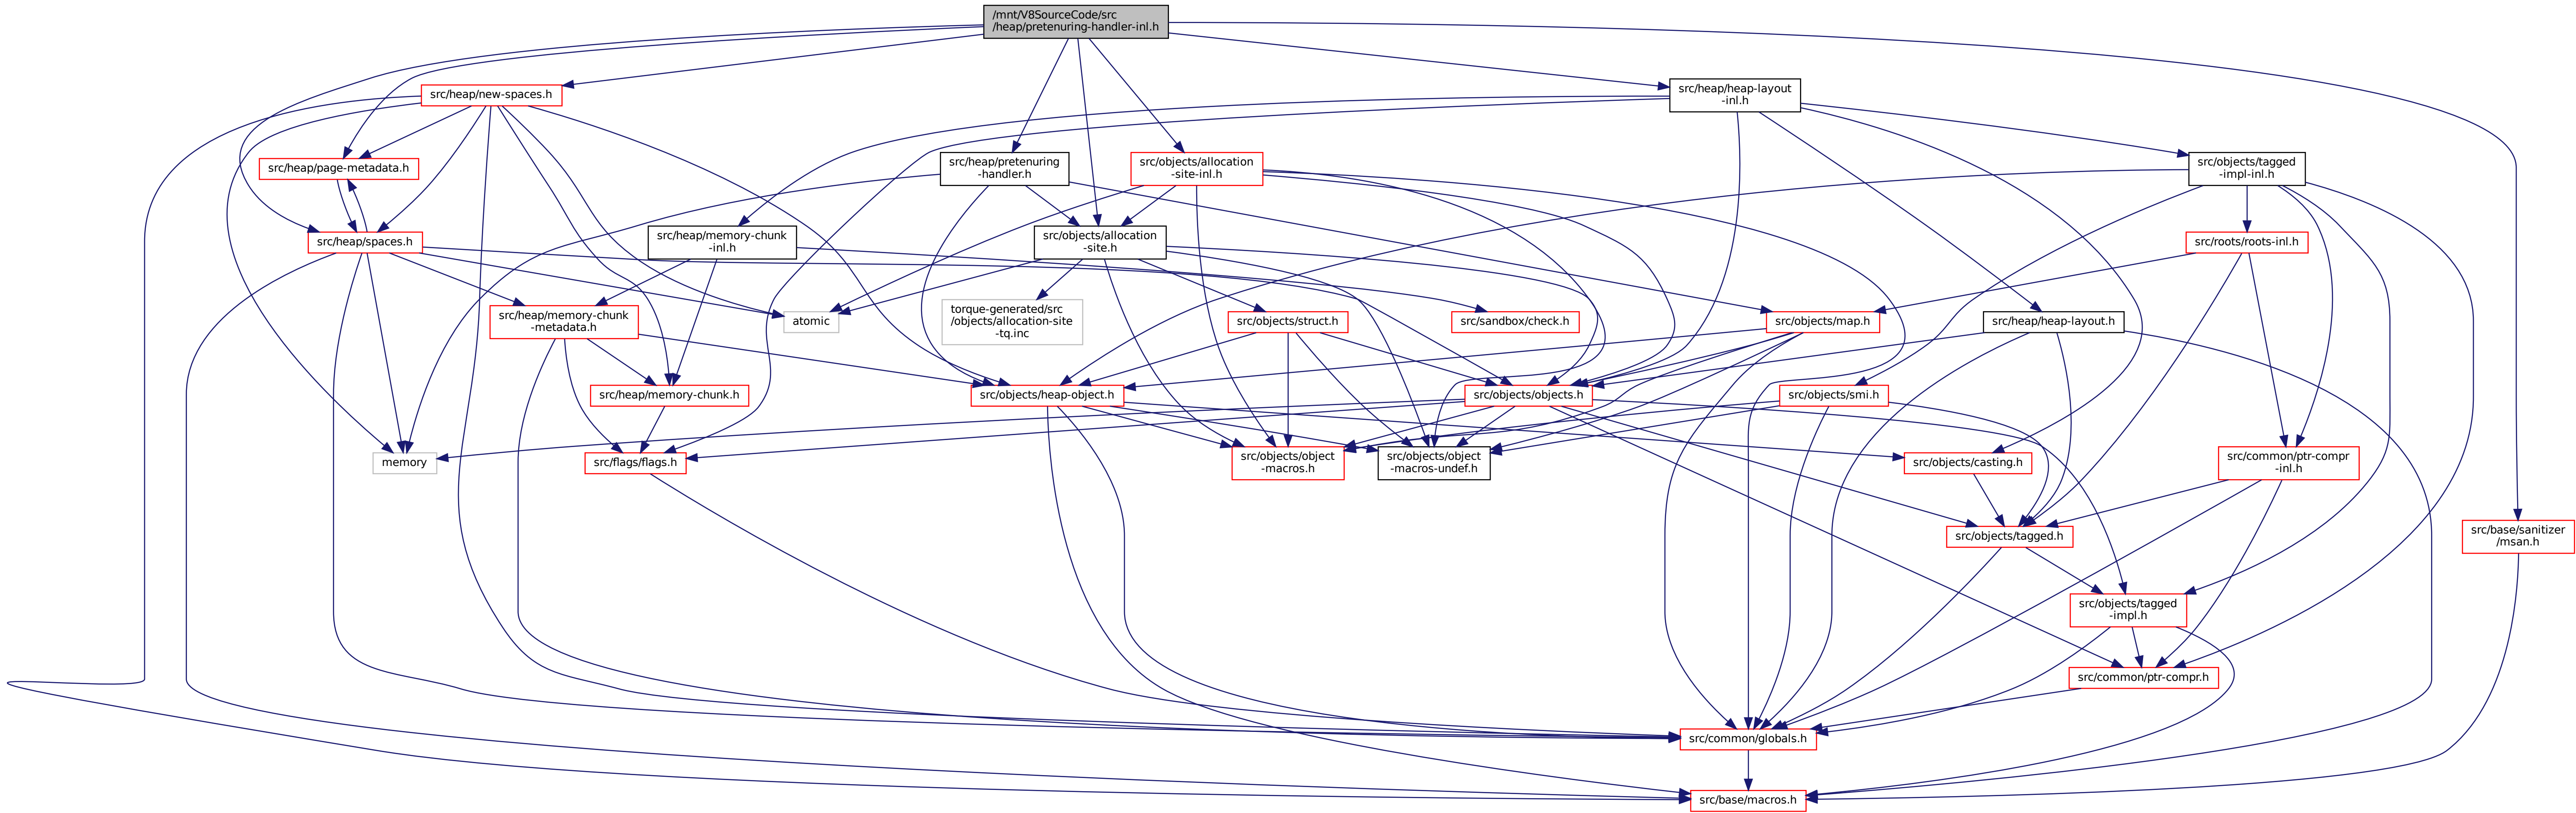 /mnt/V8SourceCode/src
/heap/pretenuring-handler-inl.h
src/heap/new-spaces.h
src/heap/heap-layout
-inl.h
src/heap/page-metadata.h
src/heap/pretenuring
-handler.h
src/objects/allocation
-site-inl.h
src/objects/tagged
-impl-inl.h
src/heap/spaces.h
src/heap/memory-chunk
-inl.h
src/objects/allocation
-site.h
src/roots/roots-inl.h
src/heap/memory-chunk
-metadata.h
atomic
torque-generated/src
/objects/allocation-site
-tq.inc
src/objects/struct.h
src/sandbox/check.h
src/objects/map.h
src/heap/heap-layout.h
src/heap/memory-chunk.h
src/objects/heap-object.h
src/objects/objects.h
src/objects/smi.h
memory
src/flags/flags.h
src/objects/object
-macros.h
src/objects/object
-macros-undef.h
src/objects/casting.h
src/common/ptr-compr
-inl.h
src/objects/tagged.h
src/base/sanitizer
/msan.h
src/objects/tagged
-impl.h
src/common/ptr-compr.h
src/common/globals.h
src/base/macros.h